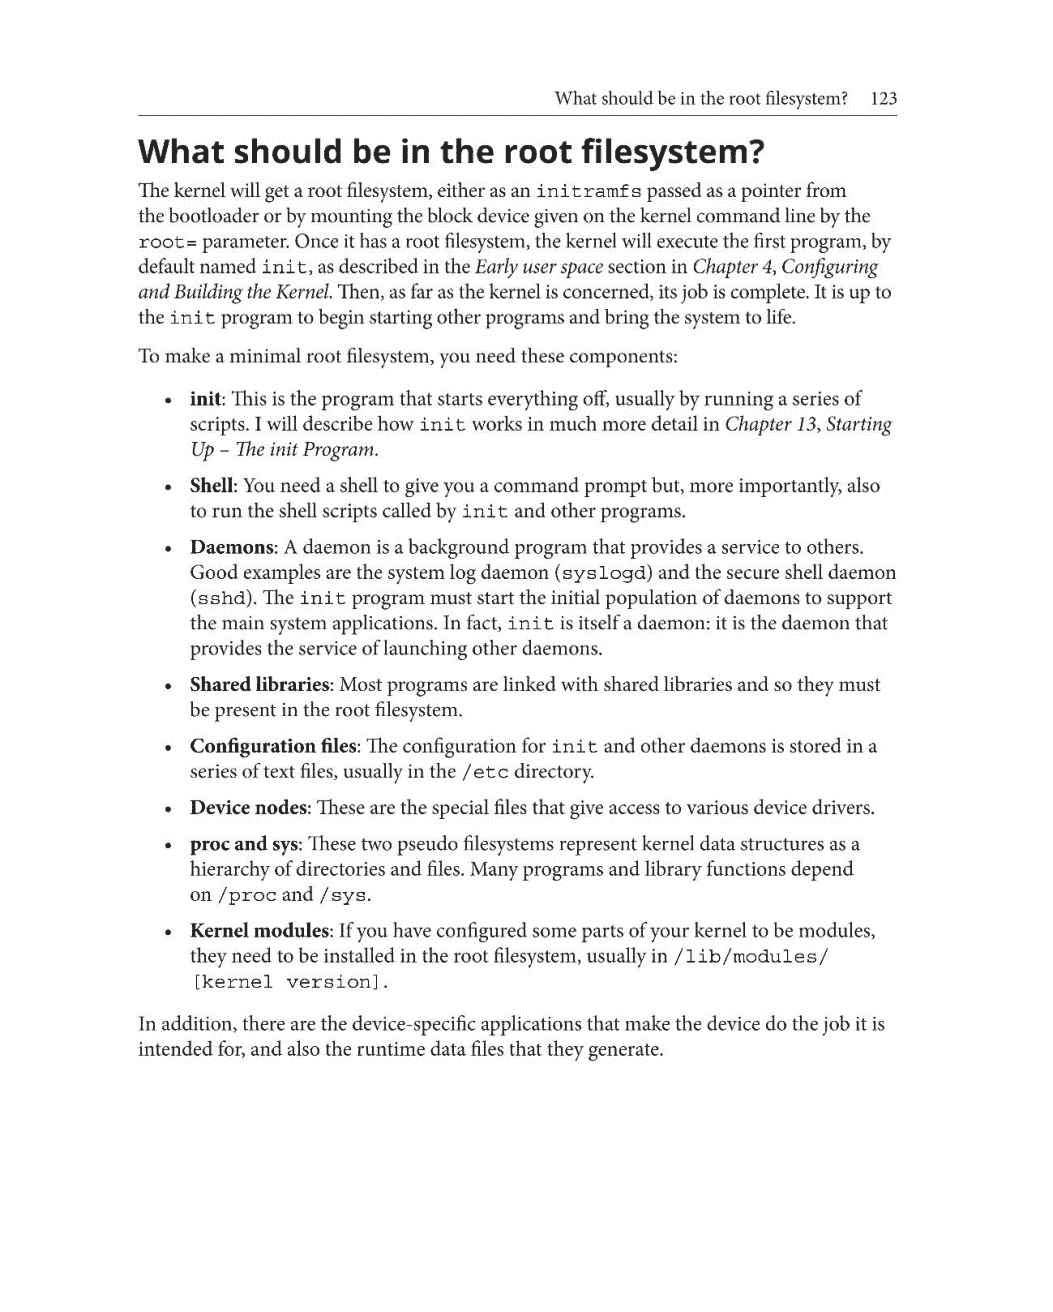 What should be in the root filesystem? 123
What should be in the root filesystem?
The kernel will get a root filesystem, either as an initramfs passed as a pointer from
the bootloader or by mounting the block device given on the kernel command line by the
root= parameter. Once it has a root filesystem, the kernel will execute the first program, by
default named init, as described in the Early user space section in Chapter 4, Configuring
and Building the Kernel. Then, as far as the kernel is concerned, its job is complete. It is up to
the init program to begin starting other programs and bring the system to life.
To make a minimal root filesystem, you need these components:
• init: This is the program that starts everything off, usually by running a series of
scripts. I will describe how init works in much more detail in Chapter 13, Starting
Up – The init Program.
• Shell: You need a shell to give you a command prompt but, more importantly, also
to run the shell scripts called by init and other programs.
• Daemons: A daemon is a background program that provides a service to others.
Good examples are the system log daemon (syslogd) and the secure shell daemon
(sshd). The init program must start the initial population of daemons to support
the main system applications. In fact, init is itself a daemon: it is the daemon that
provides the service of launching other daemons.
• Shared libraries: Most programs are linked with shared libraries and so they must
be present in the root filesystem.
• Configuration files: The configuration for init and other daemons is stored in a
series of text files, usually in the /etc directory.
• Device nodes: These are the special files that give access to various device drivers.
• proc and sys: These two pseudo filesystems represent kernel data structures as a
hierarchy of directories and files. Many programs and library functions depend
on /proc and /sys.
• Kernel modules: If you have configured some parts of your kernel to be modules,
they need to be installed in the root filesystem, usually in /lib/modules/
[kernel version].
In addition, there are the device-specific applications that make the device do the job it is
intended for, and also the runtime data files that they generate.